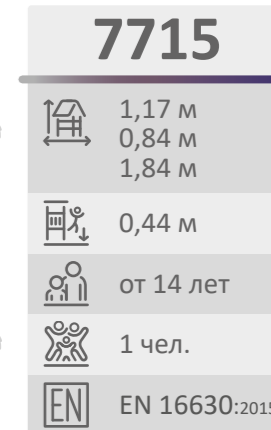 7715
1,17 м
0,84 м
1,84 м
0,44 м
от 14 лет
1 чел.
EN EN 16630:2015